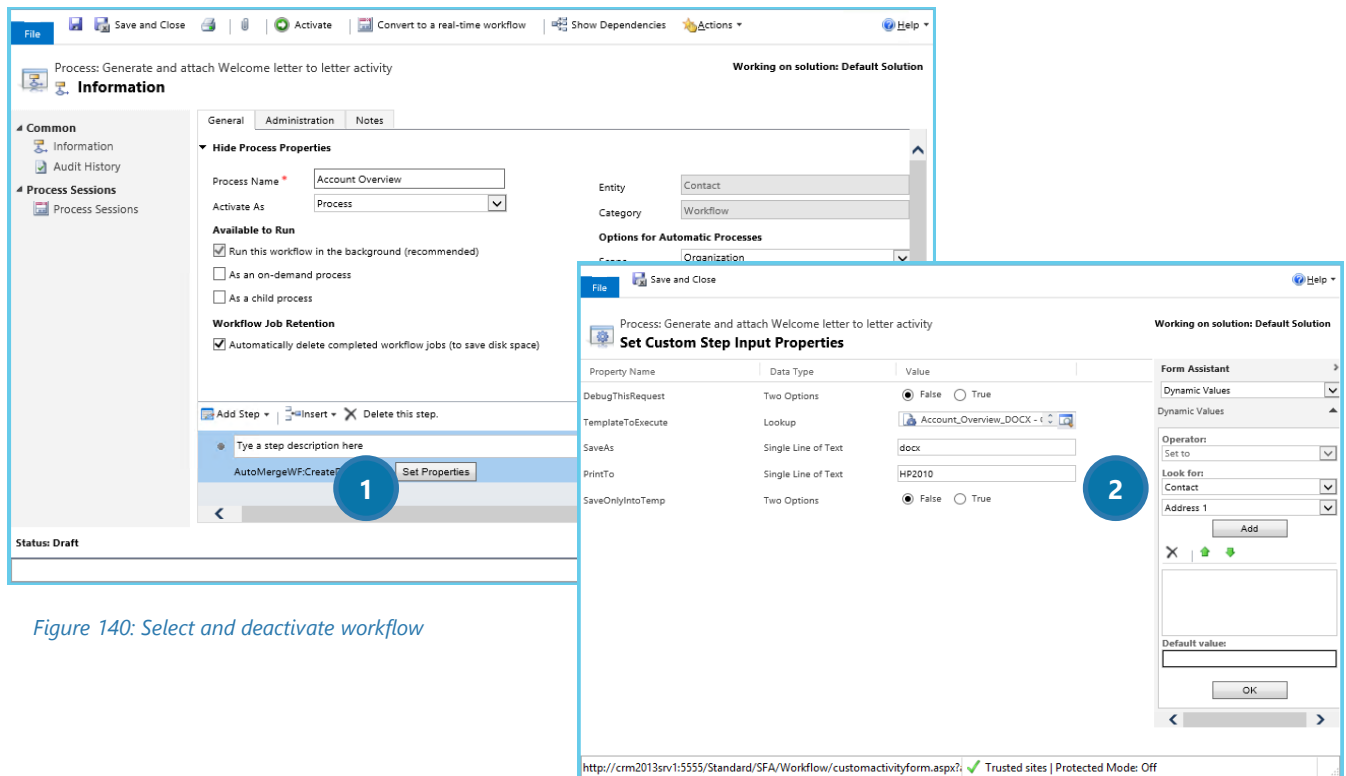 File
Save and Close
Activate
Convert to a real-time workflow
Show Dependencies
Actions
Help
Process: Generate and attach Welcome letter to letter activity
Information
Working on solution: Default Solution
Common
Information
Audit History
Process Sessions
Process Sessions
General
Administration
Notes
Hide Process Properties
Process Name *
Account Overview
Activate As
Process
Available to Run
Run this workflow in the background (recommended)
As an on-demand process
As a child process
Workflow Job Retention
Automatically delete completed workflow jobs (to save disk space)
Entity
Contact
Category
Workflow
Options for Automatic Processes
Scope
Organization
Add Step
Insert
Delete this step.
Tye a step description here
Set Properties
1
Status: Draft
Figure 140: Select and deactivate workflow
File
Save and Close
Help
Process: Generate and attach Welcome letter to letter activity
Set Custom Step Input Properties
Working on solution: Default Solution
Property Name
Data Type
Value
DebugThisRequest
Two Options
False
True
TemplateToExecute
Lookup
Account_Overview_DOCX -
SaveAs
Single Line of Text
docx
PrintTo
Single Line of Text
HP2010
SaveOnlyIntoTemp
Two Options
False
True
2
Form Assistant
Dynamic Values
Dynamic Values
Operator:
Set to
Look for:
Contact
Address 1
Add
Default value:
OK
http://crm2013srv1:5555/Standard/SFA/Workflow/customactivityform.aspx?
Trusted sites | Protected Mode: Off